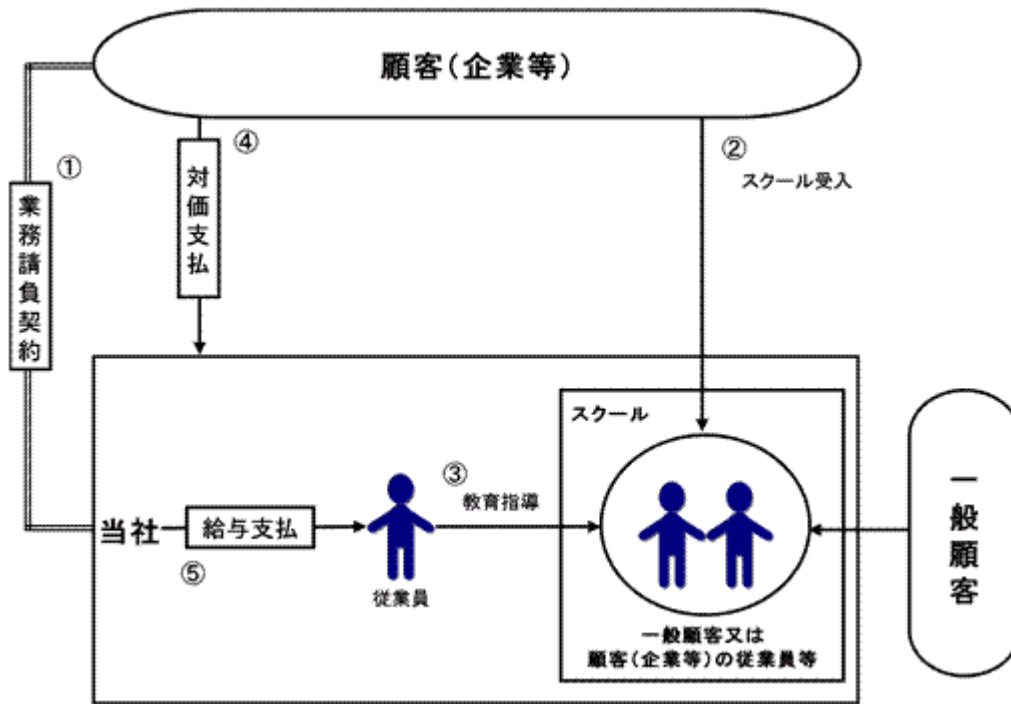 顧客(企業等)
①
業務請負契約
④
対価支払
②
スクール受入
スクール
③
教育指導
当社
給与支払
⑤
従業員
一般顧客又は
顧客(企業等)の従業員等
一般顧客